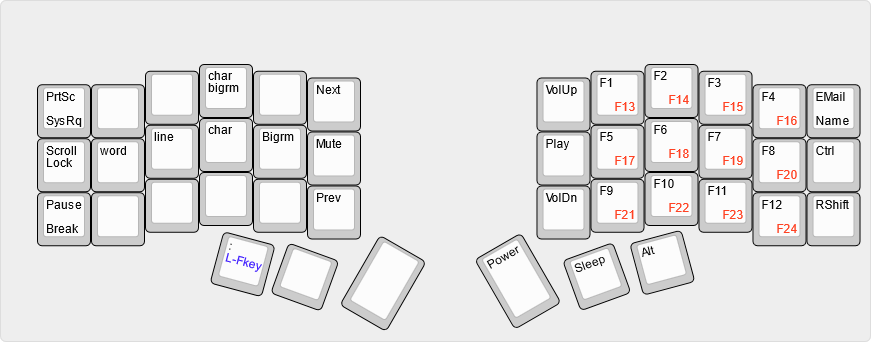 PrtSc
SysRq
char
bigrm
Next
Scroll
Lock
word
line
char
Bigrm
Mute
Pause
Break
Prev
:
L-Fkey
VolUp
F1
F13
F2
F14
F3
F15
F4
F16
EMail
Name
Play
F5
F17
F6
F18
F7
F19
F8
F20
Ctrl
VolDn
F9
F21
F10
F22
F11
F23
F12
F24
RShift
Power
Sleep
Alt